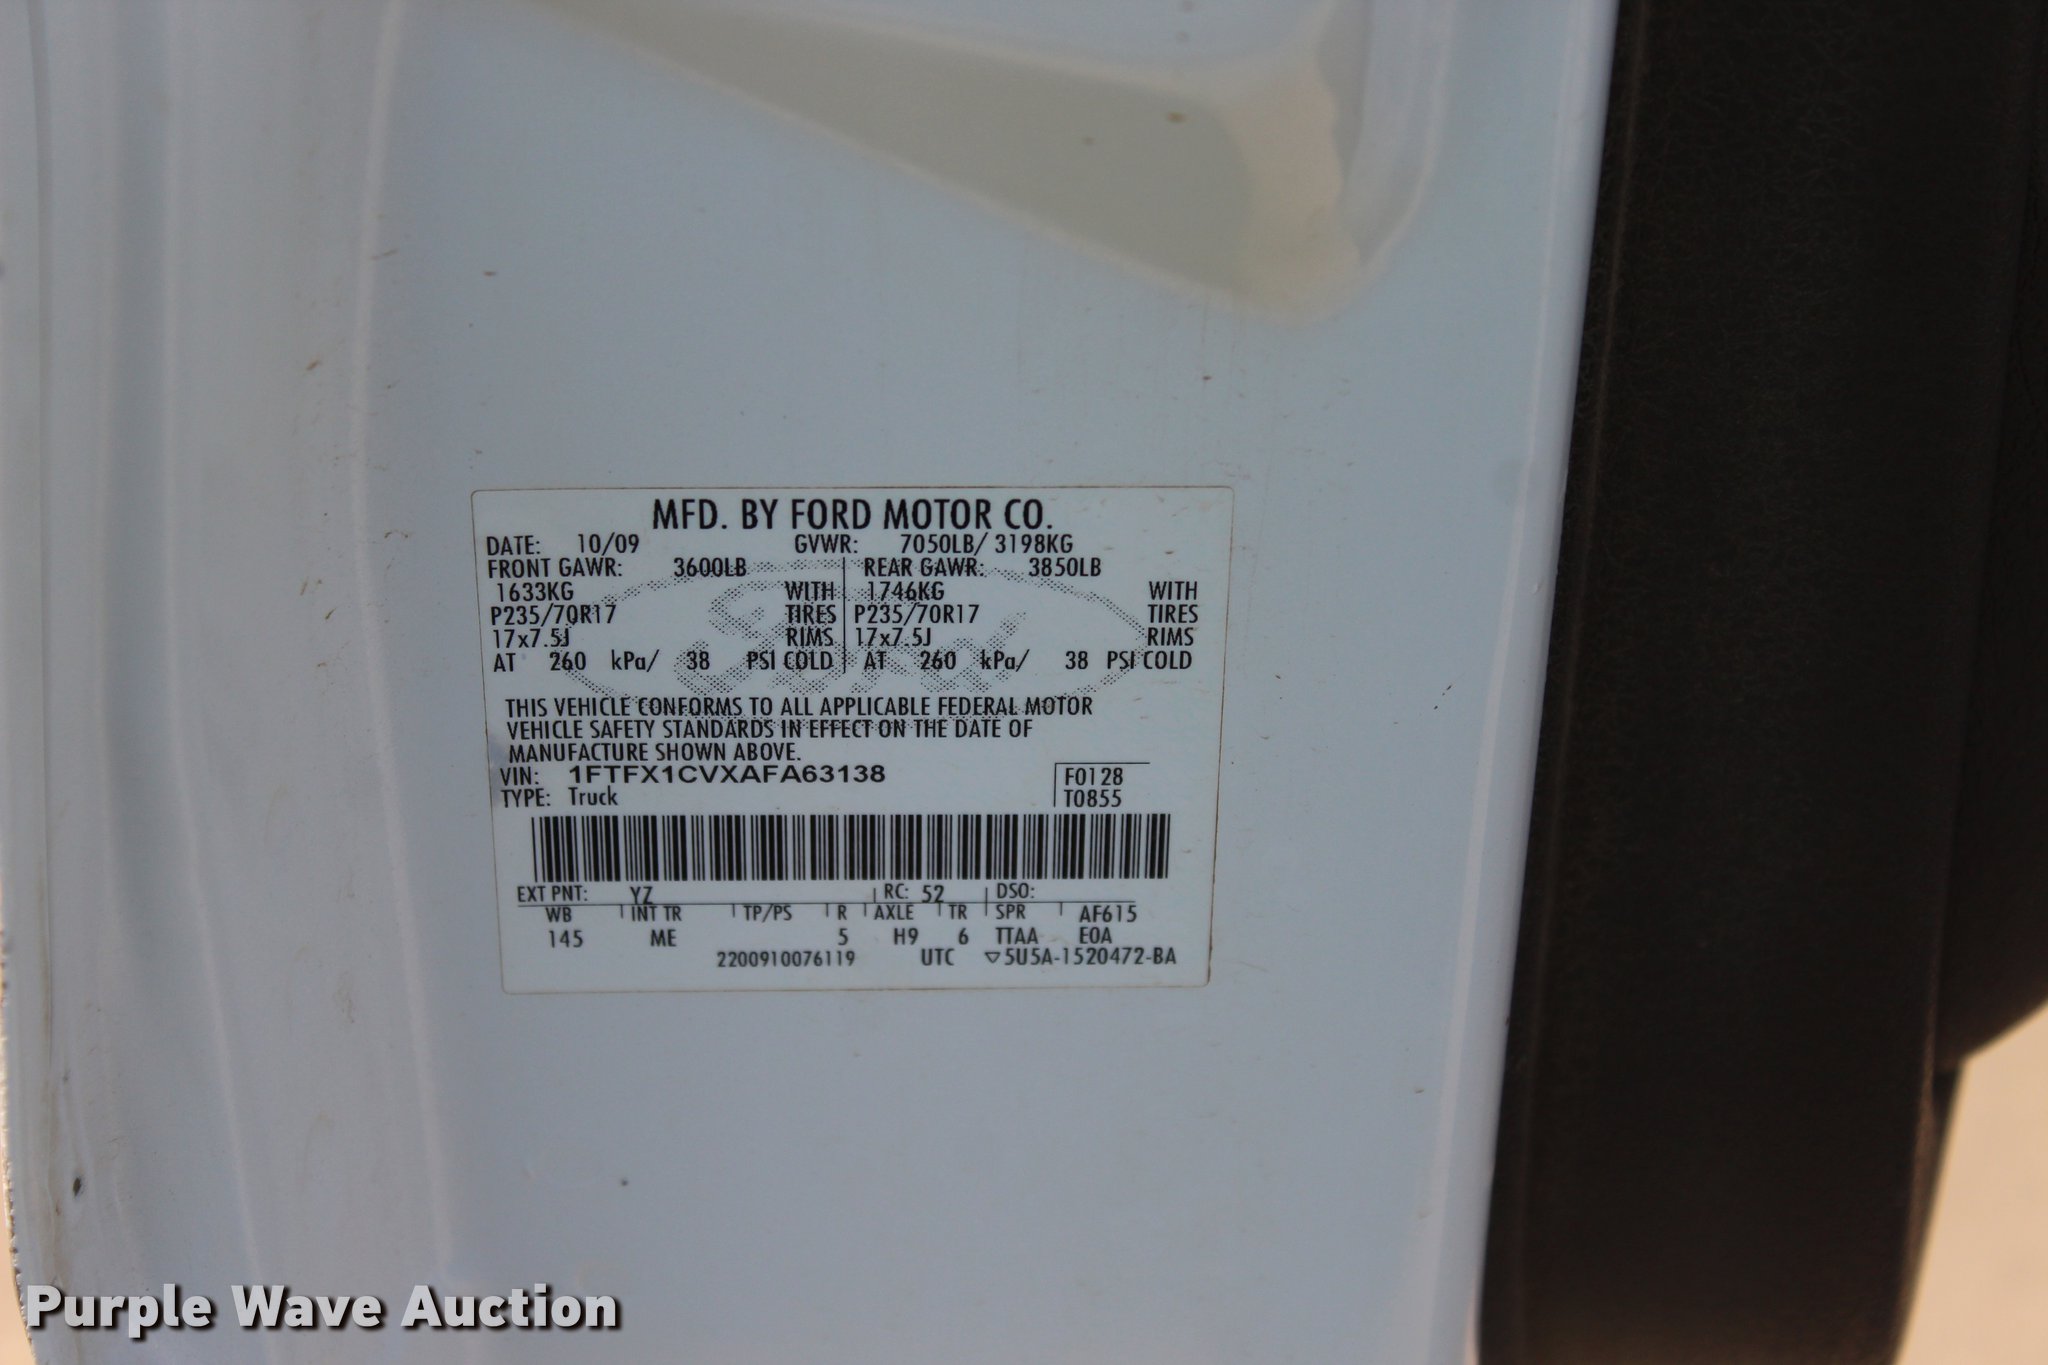 MFD. BY FORD MOTOR CO.
DATE: 10/09 GVWR: 7050LB/ 3198KG
FRONT GAWR: 3600LB REAR GAWR: 3850LB
1633KG WITH 1746KG WITH
P235/70R17 TIRES P235/70R17 TIRES
17x7.5J RIMS 17x7.5J RIMS
AT 260 kPa/ 38 PSI COLD AT 260 kPa/ 38 PSI COLD
Ford
THIS VEHICLE CONFORMS TO ALL APPLICABLE FEDERAL MOTOR
VEHICLE SAFETY STANDARDS IN EFFECT ON THE DATE OF
MANUFACTURE SHOWN ABOVE.
VIN: 1FTFX1CVXAFA63138 F0128
TYPE: Truck T0855
EXT PNT: YZ RC: 52 DSO:
WB INT TR TP/PS R AXLE TR SPR AF615
145 ME 5 H9 6 TTAA E0A
2200910076119 UTC ▽5U5A-1520472-BA
Purple Wave Auction